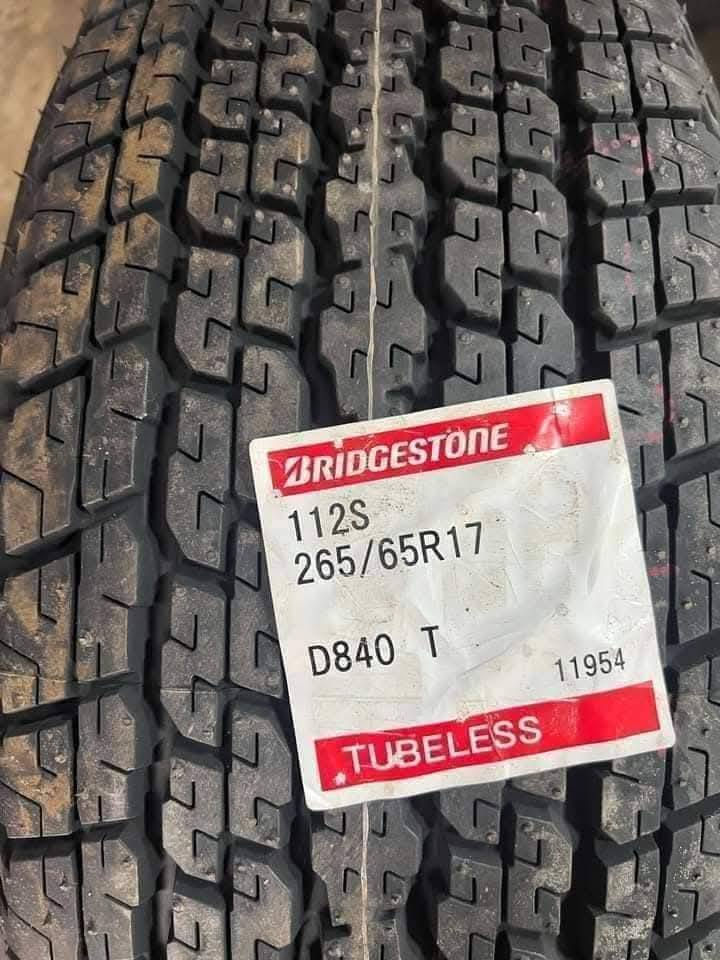 BRIDGESTONE
112S
265/65R17
D840 T
11954
TUBELESS